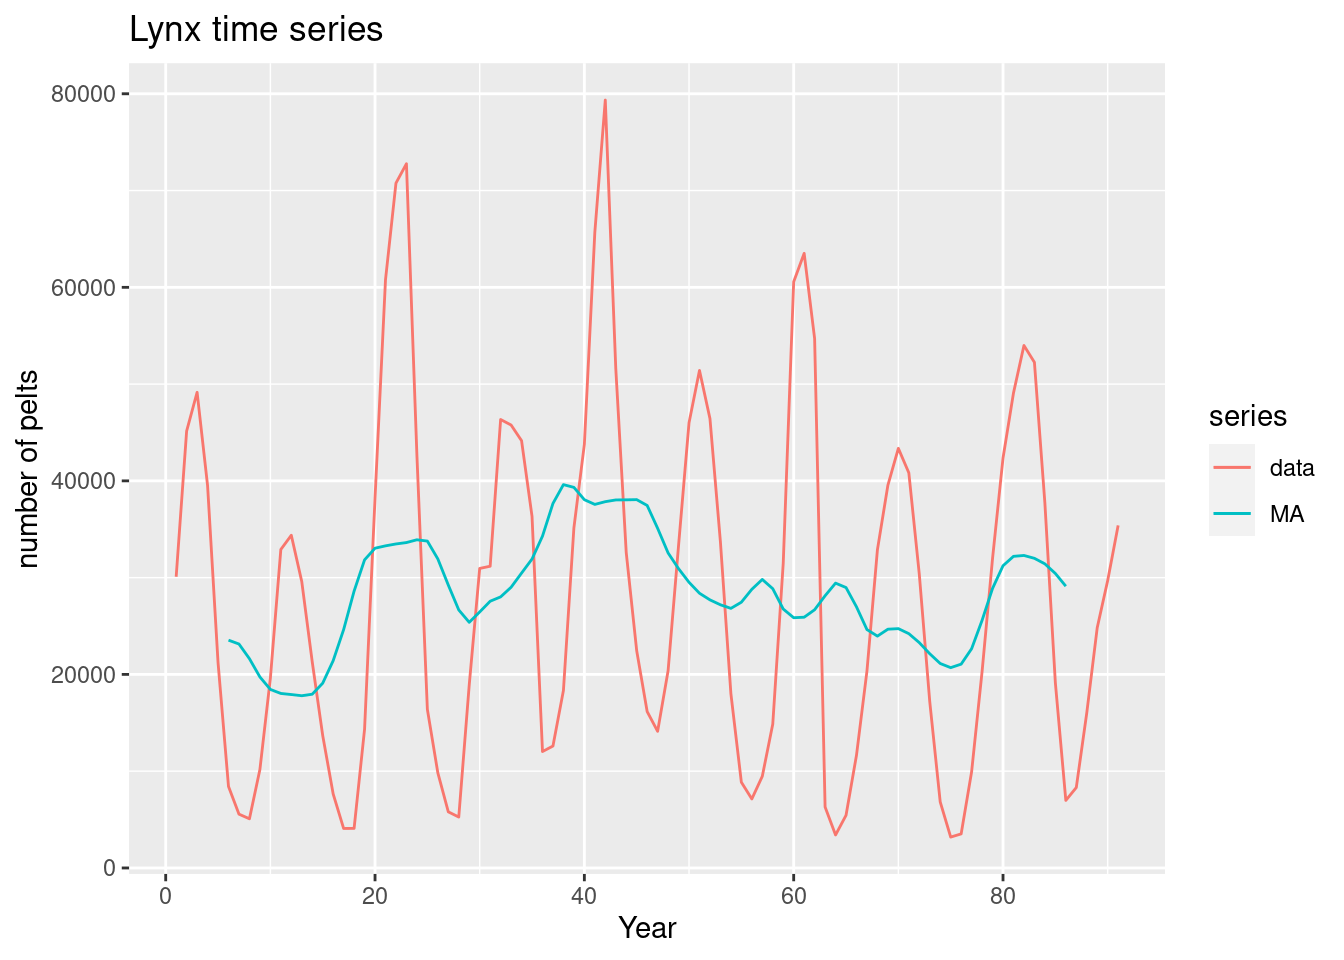 Lynx time series
80000
60000
40000
20000
0
number of pelts
0 20 40 60 80
Year
series
data
MA